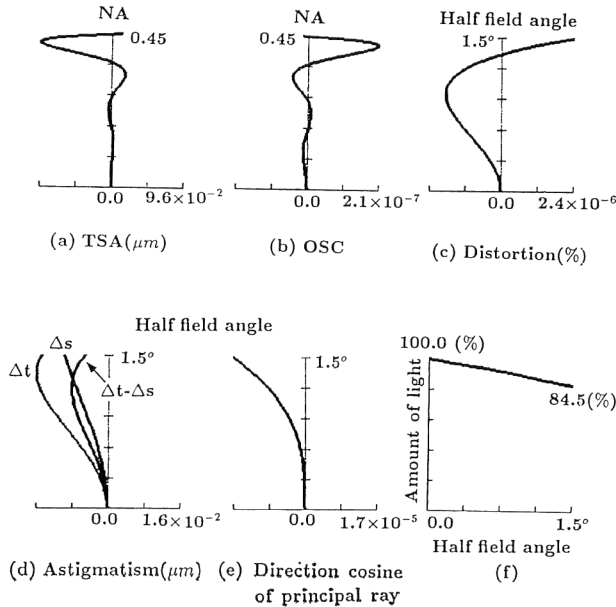 NA
0.45
0.0
9.6×10⁻²
(a) TSA(μm)
NA
0.45
0.0
2.1×10⁻⁷
(b) OSC
Half field angle
1.5°
0.0
2.4×10⁻⁶
(c) Distortion(%)
Half field angle
Δs
Δt
Δt-Δs
1.5°
0.0
1.6×10⁻²
(d) Astigmatism(μm)
1.5°
0.0
1.7×10⁻⁵
(e) Direction cosine
of principal ray
100.0 (%)
84.5(%)
Amount of light
0.0
1.5°
Half field angle
(f)